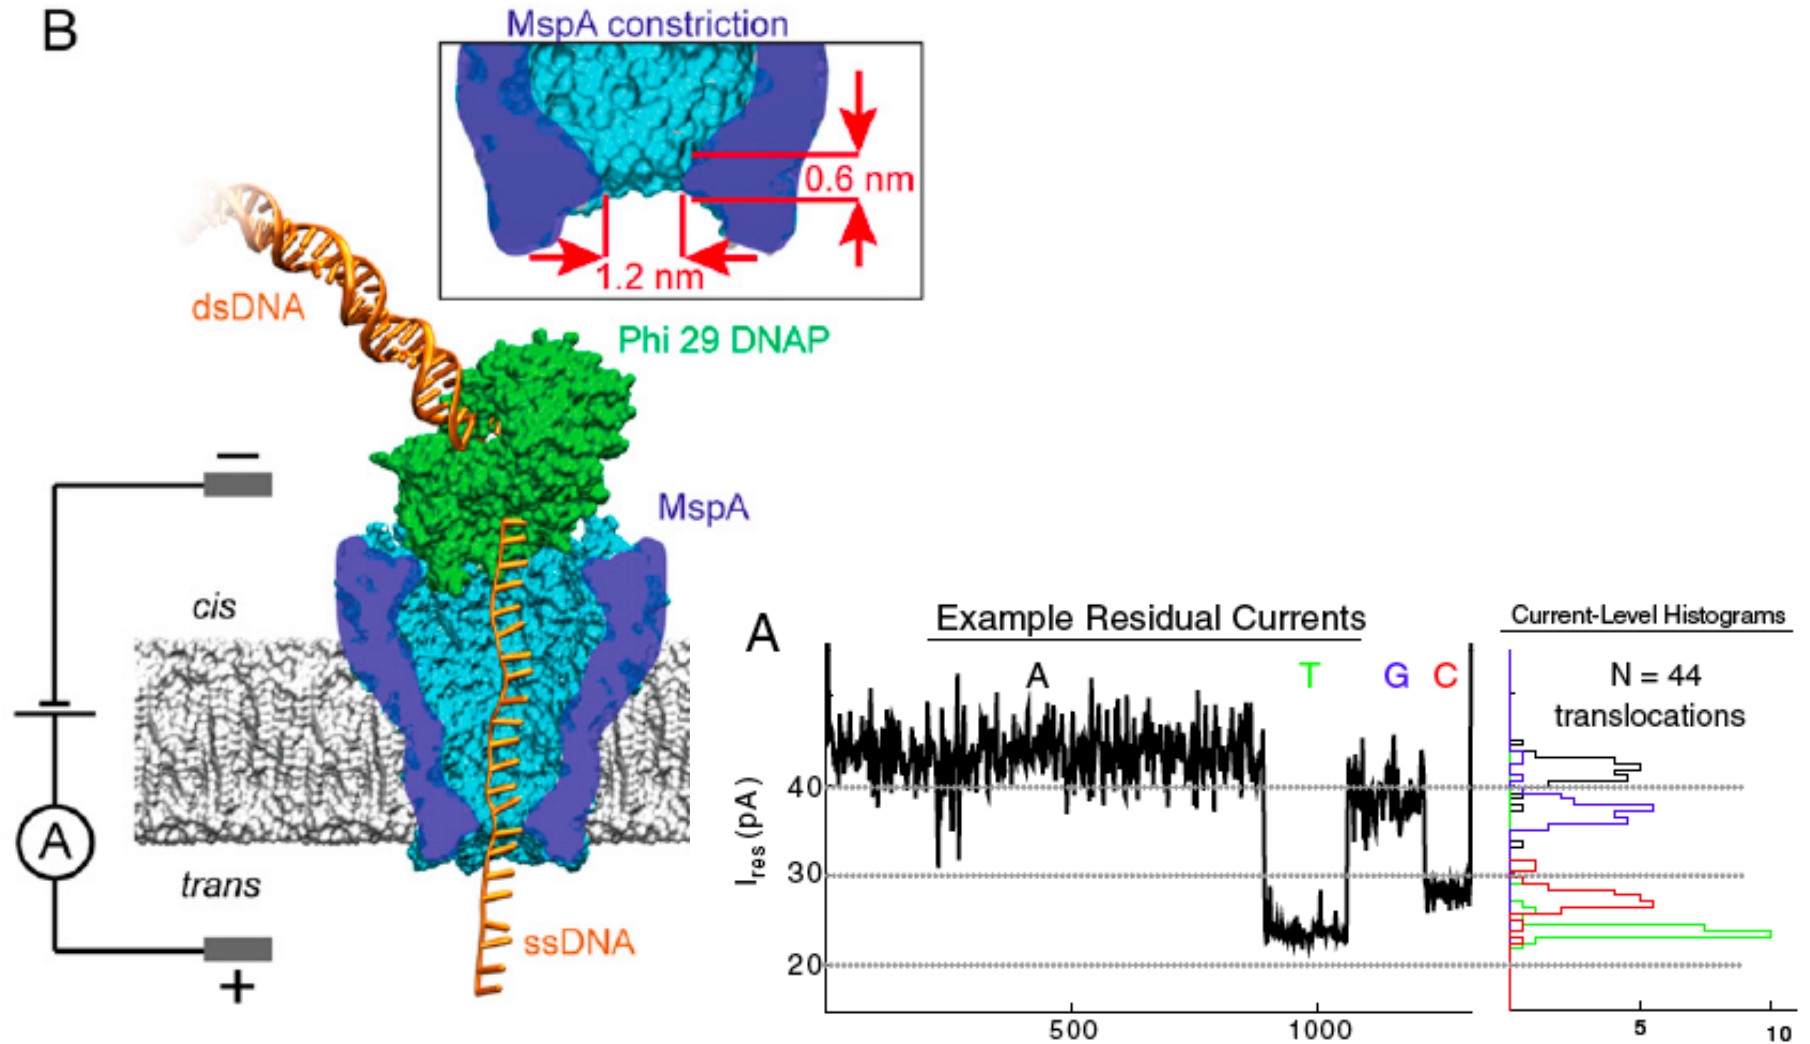 B
MspA constriction
0.6 nm
1.2 nm
dsDNA
Phi 29 DNAP
−
MspA
cis
A
trans
ssDNA
+
A
Example Residual Currents
A T G C
Ires (pA)
40
30
20
500 1000
Current-Level Histograms
N = 44
translocations
5 10